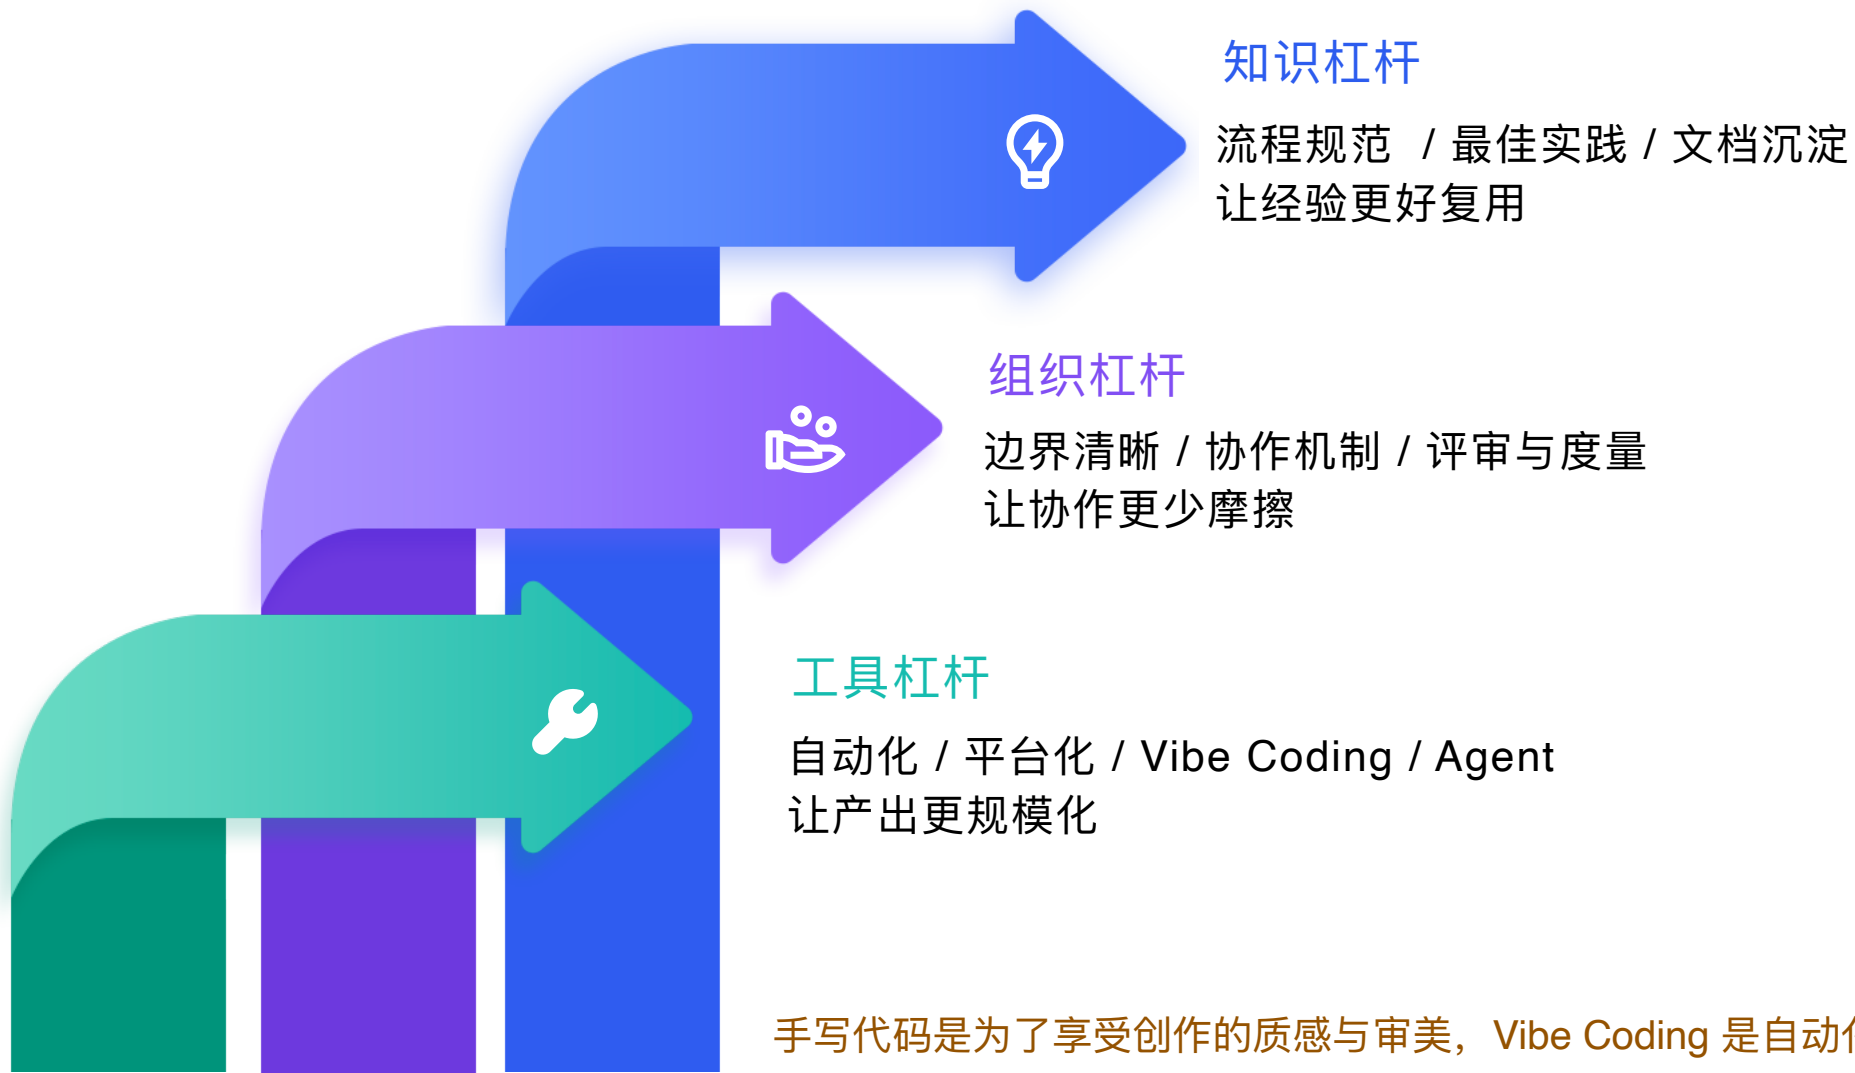 知识杠杆
流程规范 / 最佳实践 / 文档沉淀
让经验更好复用
组织杠杆
边界清晰 / 协作机制 / 评审与度量
让协作更少摩擦
工具杠杆
自动化 / 平台化 / Vibe Coding / Agent
让产出更规模化
手写代码是为了享受创作的质感与审美，Vibe Coding 是自动